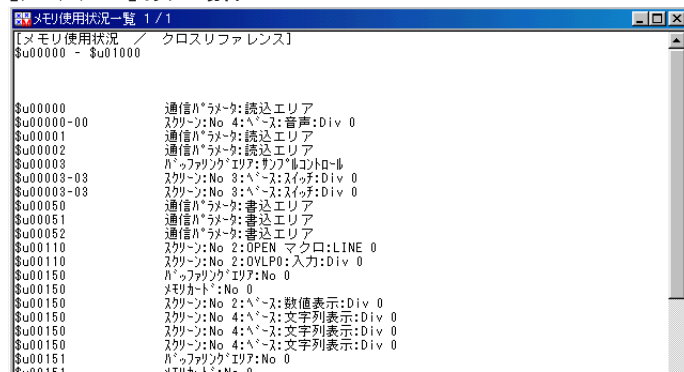 メモリ使用状況一覧 1/1
[メモリ使用状況 ／ クロスリファレンス]
$u00000 - $u01000
$u00000 通信ﾊﾟﾗﾒｰﾀ:読込エリア
$u00000-00 ｽｸﾘｰﾝ:No 4:ﾍﾞｰｽ:音声:Div 0
$u00001 通信ﾊﾟﾗﾒｰﾀ:読込エリア
$u00002 通信ﾊﾟﾗﾒｰﾀ:読込エリア
$u00003 ﾊﾞｯﾌｧﾘﾝｸﾞｴﾘｱ:ｻﾝﾌﾟﾙｺﾝﾄﾛｰﾙ
$u00003-03 ｽｸﾘｰﾝ:No 3:ﾍﾞｰｽ:ｽｲｯﾁ:Div 0
$u00003-03 ｽｸﾘｰﾝ:No 3:ﾍﾞｰｽ:ｽｲｯﾁ:Div 0
$u00050 通信ﾊﾟﾗﾒｰﾀ:書込エリア
$u00051 通信ﾊﾟﾗﾒｰﾀ:書込エリア
$u00052 通信ﾊﾟﾗﾒｰﾀ:書込エリア
$u00110 ｽｸﾘｰﾝ:No 2:OPEN マクロ:LINE 0
$u00110 ｽｸﾘｰﾝ:No 2:OVLP0:入力:Div 0
$u00150 ﾊﾞｯﾌｧﾘﾝｸﾞｴﾘｱ:No 0
$u00150 ﾒﾓﾘｶｰﾄﾞ:No 0
$u00150 ｽｸﾘｰﾝ:No 2:ﾍﾞｰｽ:数値表示:Div 0
$u00150 ｽｸﾘｰﾝ:No 4:ﾍﾞｰｽ:文字列表示:Div 0
$u00150 ｽｸﾘｰﾝ:No 4:ﾍﾞｰｽ:文字列表示:Div 0
$u00150 ｽｸﾘｰﾝ:No 4:ﾍﾞｰｽ:文字列表示:Div 0
$u00151 ﾊﾞｯﾌｧﾘﾝｸﾞｴﾘｱ:No 0
$u00151 ﾒﾓﾘｶｰﾄﾞ:No 0